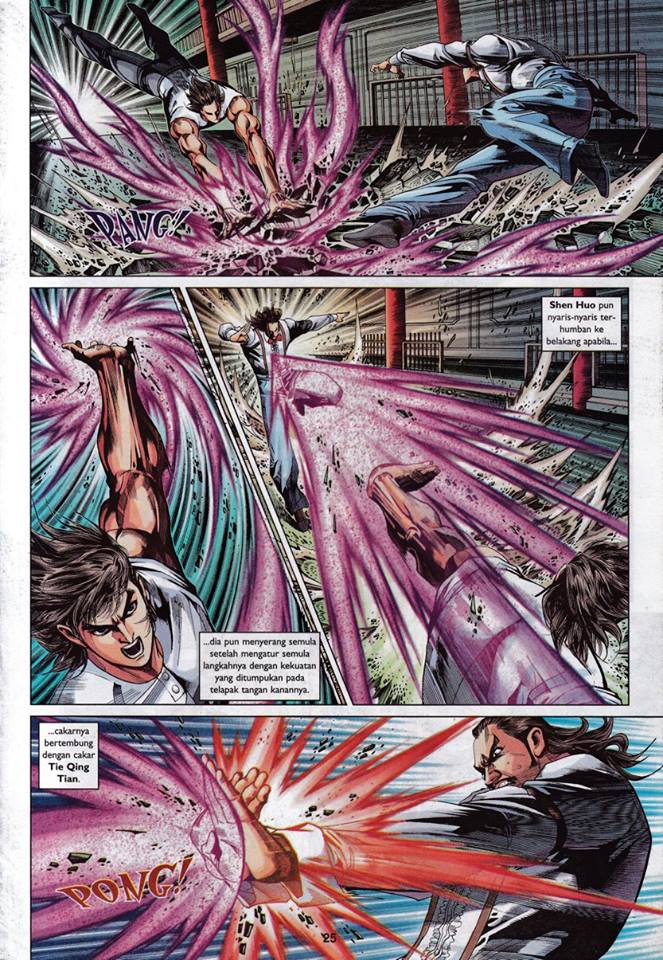 PANG!!
Shen Huo pun
nyaris-nyaris ter-
humban ke
belakang apabila...
...dia pun menyerang semula
setelah mengatur semula
langkahnya dengan kekuatan
yang ditumpukan pada
telapak tangan kanannya.
...cakarnya
bertembung
dengan cakar
Tie Qing
Tian.
PONG!
25